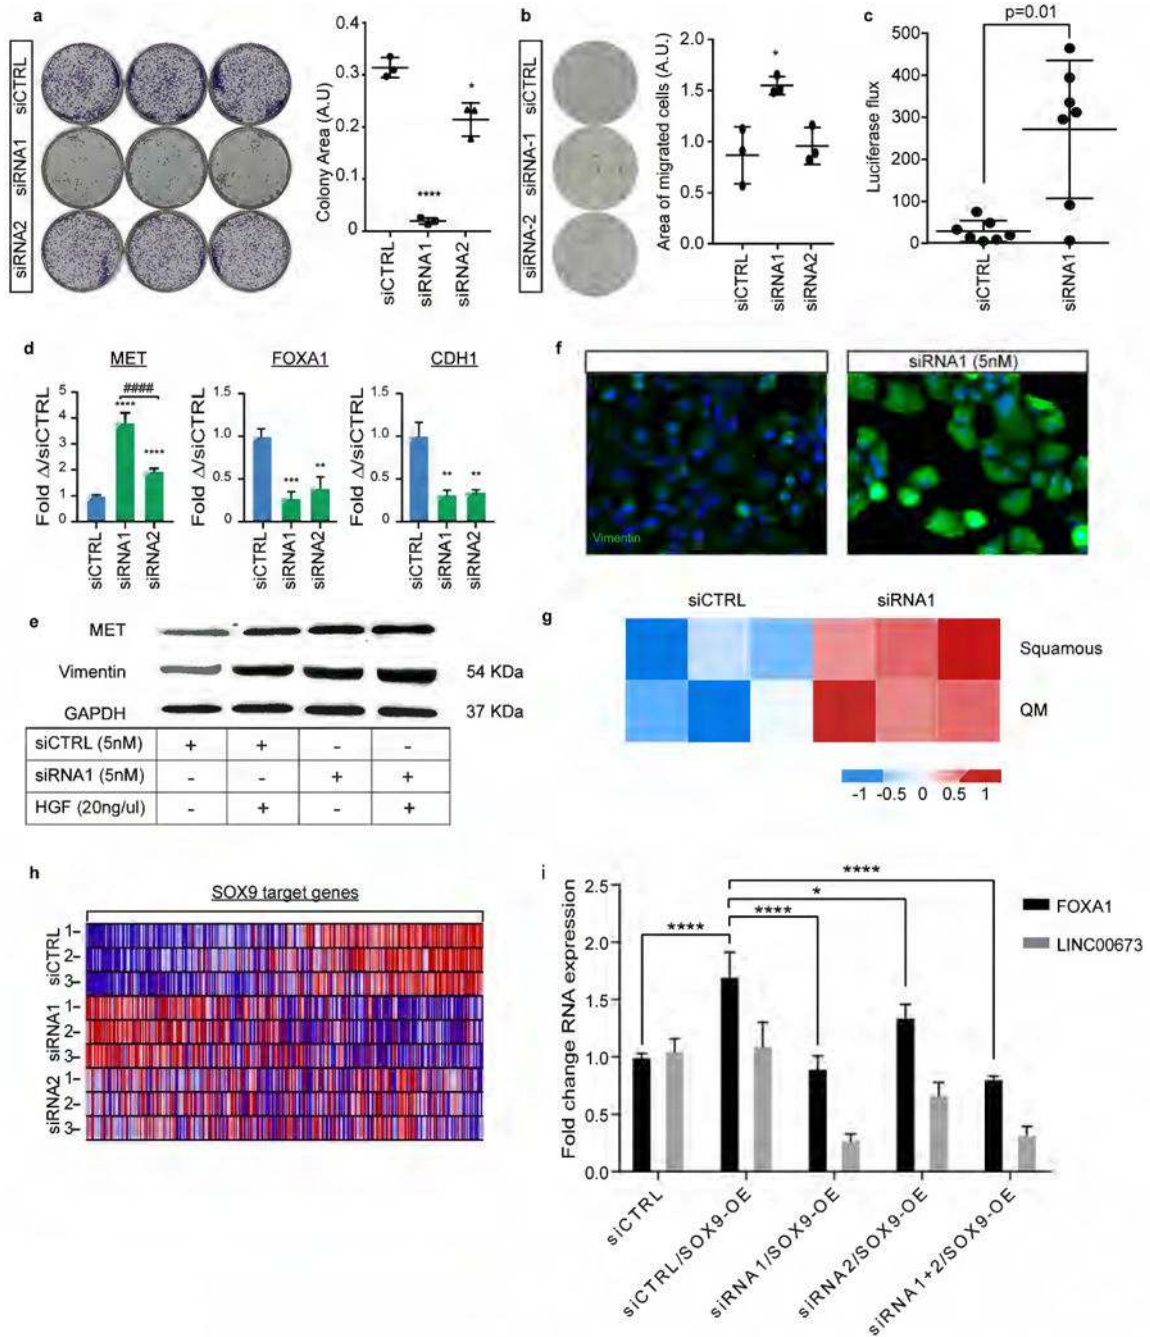 a
siCTRL
siRNA1
siRNA2
Colony Area (A.U)
0.4
0.3
0.2
0.1
0
*
****
siCTRL
siRNA1
siRNA2
b
siCTRL
siRNA-1
siRNA-2
Area of migrated cells (A.U.)
2.0
1.5
1.0
0.5
0.0
*
siCTRL
siRNA1
siRNA2
c
p=0.01
Luciferase flux
500
400
300
200
100
0
siCTRL
siRNA1
d
MET
Fold Δ/siCTRL
5
4
3
2
1
0
####
****
****
siCTRL
siRNA1
siRNA2
FOXA1
Fold Δ/siCTRL
1.5
1.0
0.5
0
***
**
siCTRL
siRNA1
siRNA2
CDH1
Fold Δ/siCTRL
1.5
1.0
0.5
0
**
**
siCTRL
siRNA1
siRNA2
f
siRNA1 (5nM)
Vimentin
e
MET
Vimentin 54 KDa
GAPDH 37 KDa
siCTRL (5nM) + + - -
siRNA1 (5nM) - - + +
HGF (20ng/ul) - + - +
g
siCTRL siRNA1
Squamous
QM
-1 -0.5 0 0.5 1
h
SOX9 target genes
siCTRL
1-
2-
3-
siRNA1
1-
2-
3-
siRNA2
1-
2-
3-
i
Fold change RNA expression
2.5
2.0
1.5
1.0
0.5
0.0
****
*
****
****
FOXA1
LINC00673
siCTRL
siCTRL/SOX9-OE
siRNA1/SOX9-OE
siRNA2/SOX9-OE
siRNA1+2/SOX9-OE